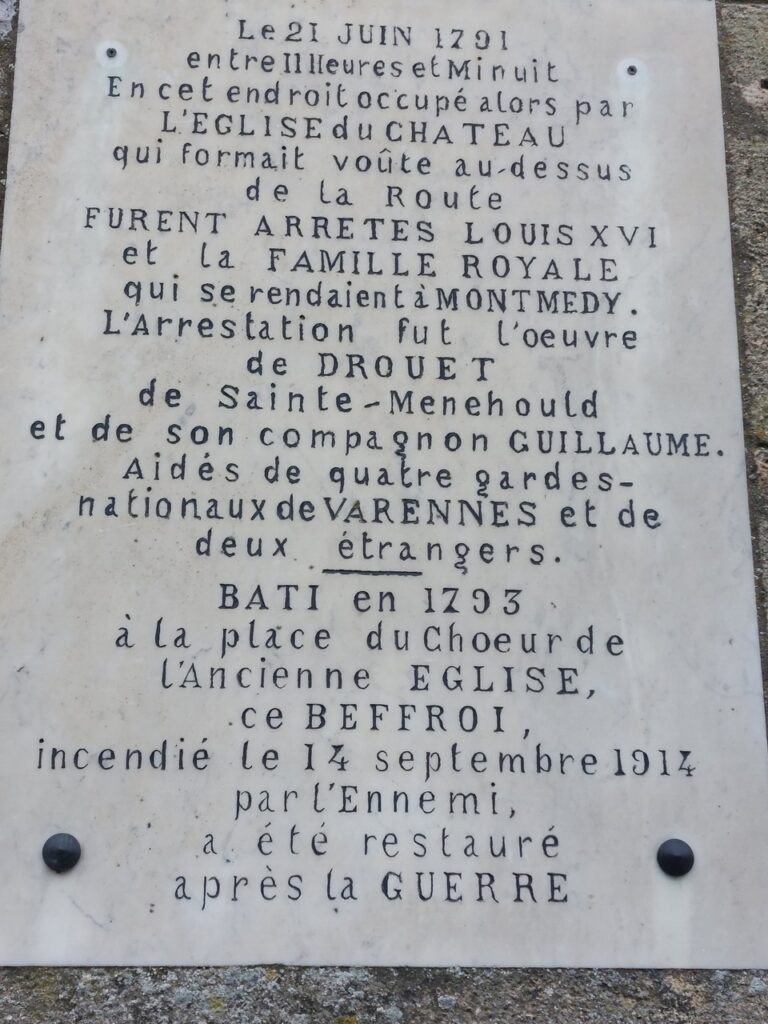 Le 21 JUIN 1791
entre 11 Heures et Minuit
En cet endroit occupé alors par
L'EGLISE du CHATEAU
qui formait voûte au-dessus
de la Route
FURENT ARRETES LOUIS XVI
et la FAMILLE ROYALE
qui se rendaient à MONTMEDY.
L'Arrestation fut l'oeuvre
de DROUET
de Sainte-Menehould
et de son compagnon GUILLAUME.
Aidés de quatre gardes-
nationaux de VARENNES et de
deux étrangers.
BATI en 1793
à la place du Choeur de
l'Ancienne EGLISE,
ce BEFFROI,
incendié le 14 septembre 1914
par l'Ennemi,
a été restauré
après la GUERRE